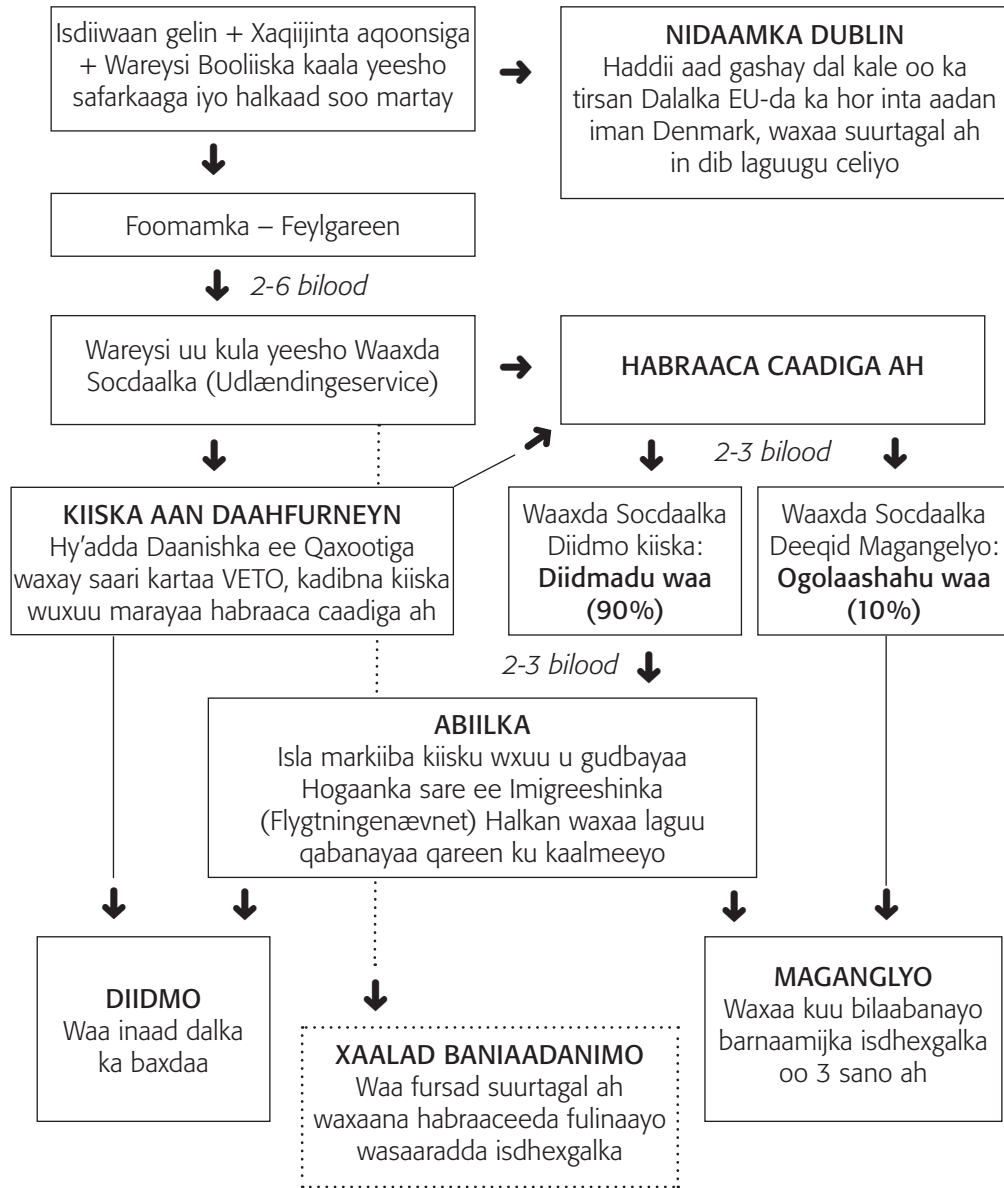 Isdiiwaan gelin + Xaqiijinta aqoonsiga
+ Wareysi Booliiska kaala yeesho
safarkaaga iyo halkaad soo martay
NIDAAMKA DUBLIN
Haddii aad gashay dal kale oo ka
tirsan Dalalka EU-da ka hor inta aadan
iman Denmark, waxaa suurtagal ah
in dib laguugu celiyo
Foomamka – Feylgareen
2-6 bilood
Wareysi uu kula yeesho Waaxda
Socdaalka (Udlændingeservice)
HABRAACA CAADIGA AH
2-3 bilood
KIISKA AAN DAAHFURNEYN
Hy'adda Daanishka ee Qaxootiga
waxay saari kartaa VETO, kadibna kiiska
wuxuu marayaa habraaca caadiga ah
Waaxda Socdaalka
Diidmo kiiska:
Diidmadu waa
(90%)
Waaxda Socdaalka
Deeqid Magangelyo:
Ogolaashahu waa
(10%)
2-3 bilood
ABIILKA
Isla markiiba kiisku wxuu u gudbayaa
Hogaanka sare ee Imigreeshinka
(Flygtningenævnet) Halkan waxaa laguu
qabanayaa qareen ku kaalmeeyo
DIIDMO
Waa inaad dalka
ka baxdaa
XAALAD BANIAADANIMO
Waa fursad suurtagal ah
waxaana habraaceeda fulinaayo
wasaaradda isdhexgalka
MAGANGLYO
Waxaa kuu bilaabanayo
barnaamijka isdhexgalka
oo 3 sano ah